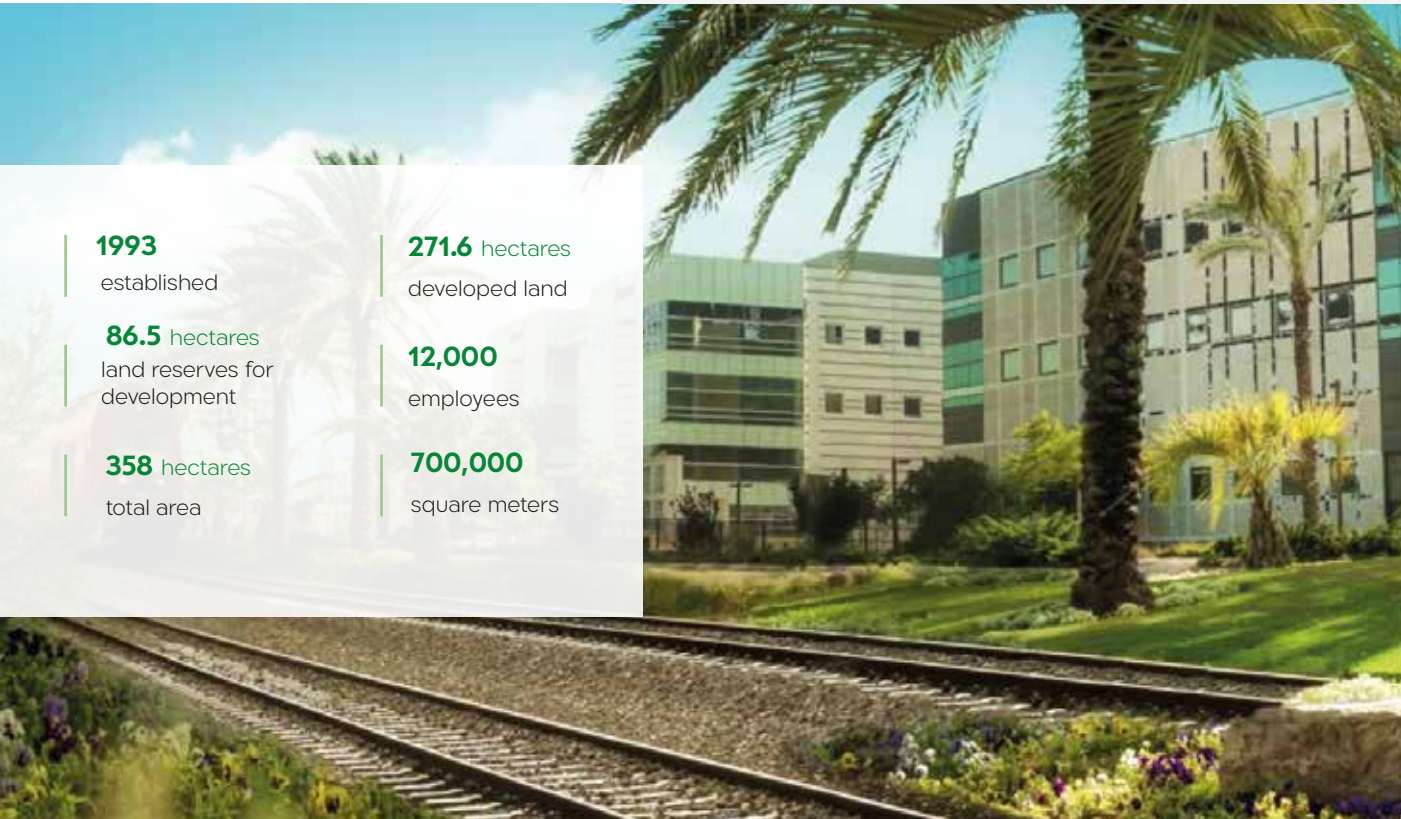 1993
established
86.5 hectares
land reserves for
development
358 hectares
total area
271.6 hectares
developed land
12,000
employees
700,000
square meters